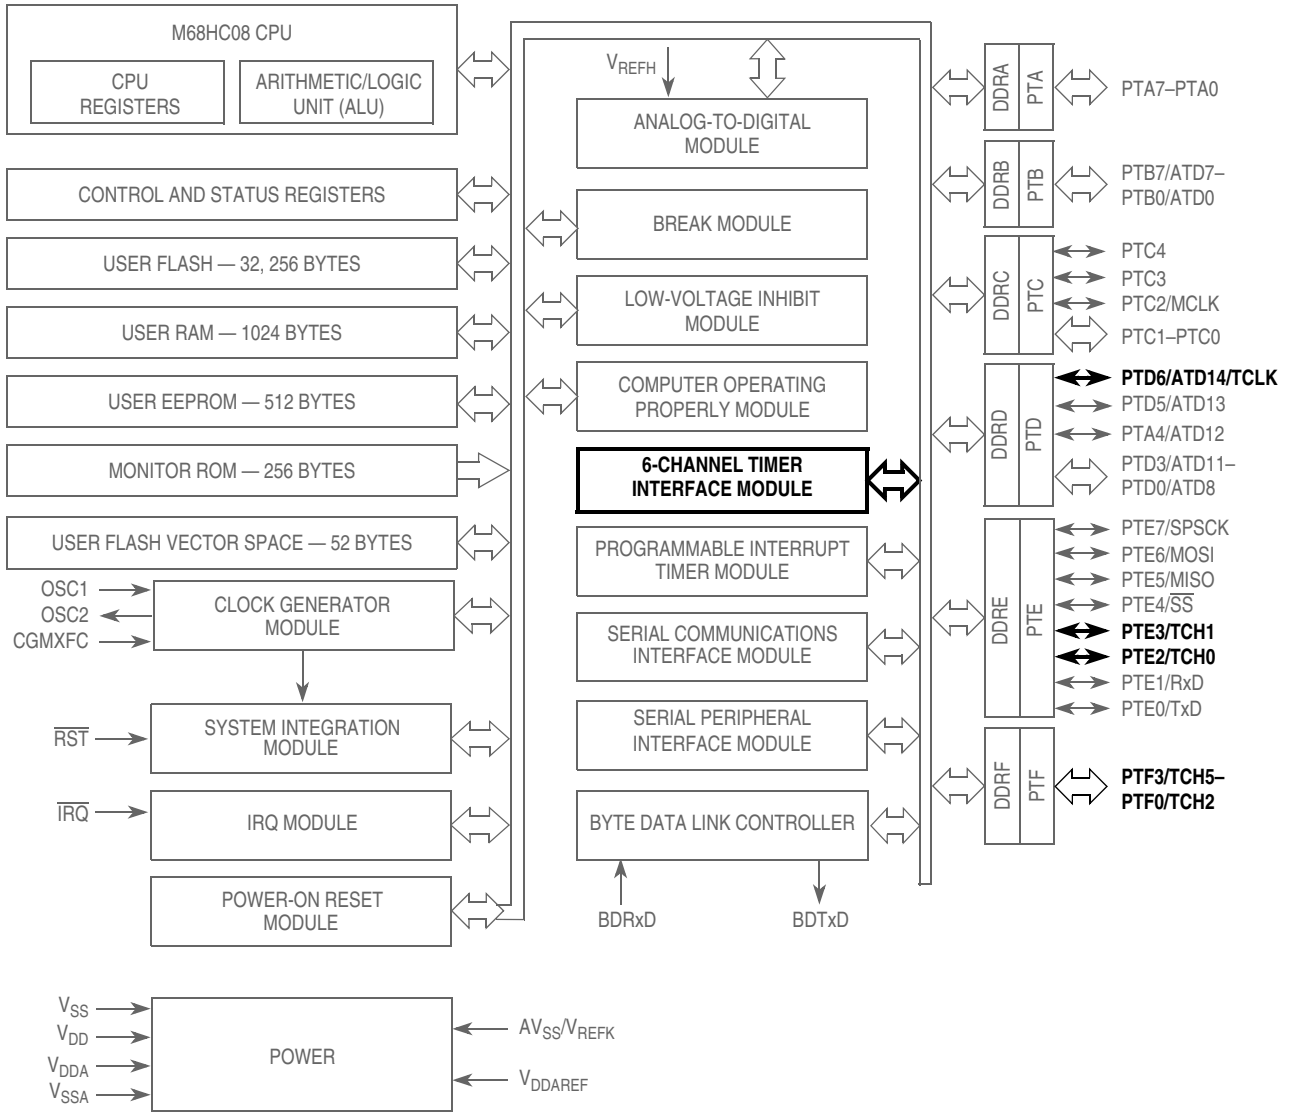 M68HC08 CPU
CPU
REGISTERS
ARITHMETIC/LOGIC
UNIT (ALU)
CONTROL AND STATUS REGISTERS
USER FLASH — 32, 256 BYTES
USER RAM — 1024 BYTES
USER EEPROM — 512 BYTES
MONITOR ROM — 256 BYTES
USER FLASH VECTOR SPACE — 52 BYTES
OSC1
OSC2
CGMXFC
CLOCK GENERATOR
MODULE
RST
SYSTEM INTEGRATION
MODULE
IRQ
IRQ MODULE
POWER-ON RESET
MODULE
VSS
VDD
VDDA
VSSA
POWER
AVSS/VREFK
VDDAREF
VREFH
ANALOG-TO-DIGITAL
MODULE
BREAK MODULE
LOW-VOLTAGE INHIBIT
MODULE
COMPUTER OPERATING
PROPERLY MODULE
6-CHANNEL TIMER
INTERFACE MODULE
PROGRAMMABLE INTERRUPT
TIMER MODULE
SERIAL COMMUNICATIONS
INTERFACE MODULE
SERIAL PERIPHERAL
INTERFACE MODULE
BYTE DATA LINK CONTROLLER
BDRxD
BDTxD
DDRA
PTA
PTA7–PTA0
DDRB
PTB
PTB7/ATD7–
PTB0/ATD0
DDRC
PTC
PTC4
PTC3
PTC2/MCLK
PTC1–PTC0
DDRD
PTD
PTD6/ATD14/TCLK
PTD5/ATD13
PTA4/ATD12
PTD3/ATD11–
PTD0/ATD8
DDRE
PTE
PTE7/SPSCK
PTE6/MOSI
PTE5/MISO
PTE4/SS
PTE3/TCH1
PTE2/TCH0
PTE1/RxD
PTE0/TxD
DDRF
PTF
PTF3/TCH5–
PTF0/TCH2